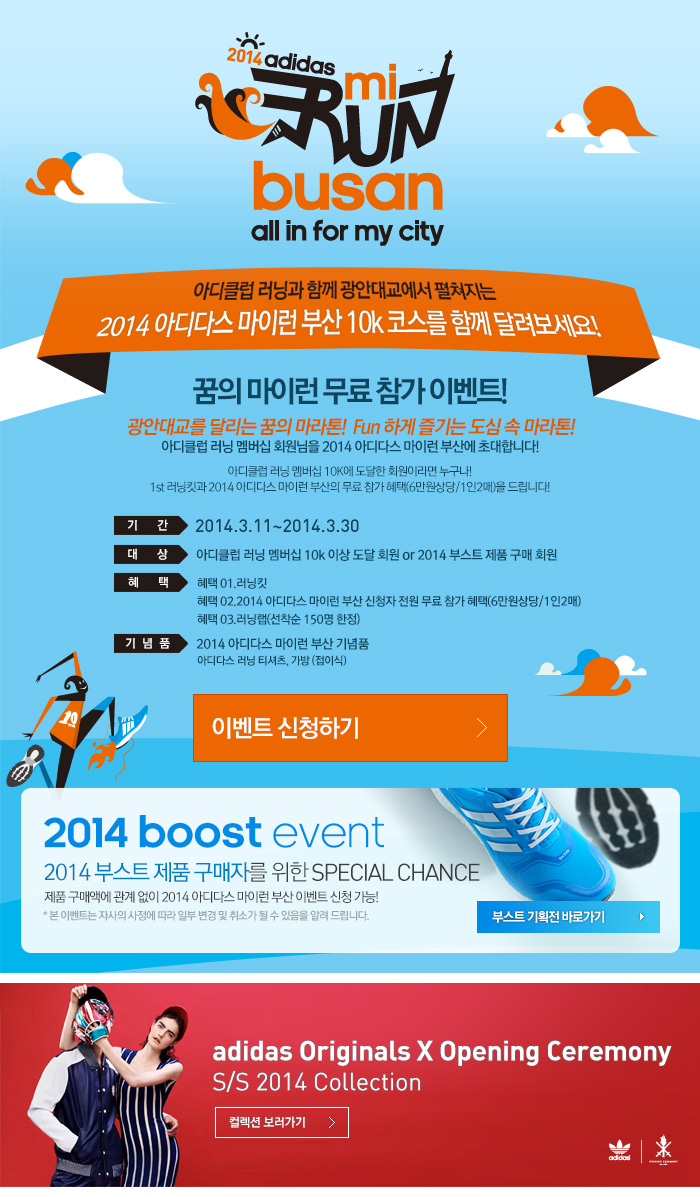 2014 adidas
mi
RUN
busan
all in for my city
아디클럽 러닝과 함께 광안대교에서 펼쳐지는
2014 아디다스 마이런 부산 10k 코스를 함께 달려보세요!
꿈의 마이런 무료 참가 이벤트!
광안대교를 달리는 꿈의 마라톤! Fun 하게 즐기는 도심 속 마라톤!
아디클럽 러닝 멤버십 회원님을 2014 아디다스 마이런 부산에 초대합니다!
아디클럽 러닝 멤버십 10K에 도달한 회원이라면 누구나!
1st 러닝킷과 2014 아디다스 마이런 부산의 무료 참가 혜택(6만원상당/1인2매)을 드립니다!
기 간 2014.3.11~2014.3.30
대 상 아디클럽 러닝 멤버십 10k 이상 도달 회원 or 2014 부스트 제품 구매 회원
혜 택 혜택 01.러닝킷
혜택 02.2014 아디다스 마이런 부산 신청자 전원 무료 참가 혜택(6만원상당/1인2매)
혜택 03.러닝랩(선착순 150명 한정)
기 념 품 2014 아디다스 마이런 부산 기념품
아디다스 러닝 티셔츠, 가방 (접이식)
10
이벤트 신청하기
2014 boost event
2014 부스트 제품 구매자를 위한 SPECIAL CHANCE
제품 구매액에 관계 없이 2014 아디다스 마이런 부산 이벤트 신청 가능!
* 본 이벤트는 자사의 사정에 따라 일부 변경 및 취소가 될 수 있음을 알려 드립니다.
부스트 기획전 바로가기
adidas Originals X Opening Ceremony
S/S 2014 Collection
컬렉션 보러가기
adidas
OPENING CEREMONY